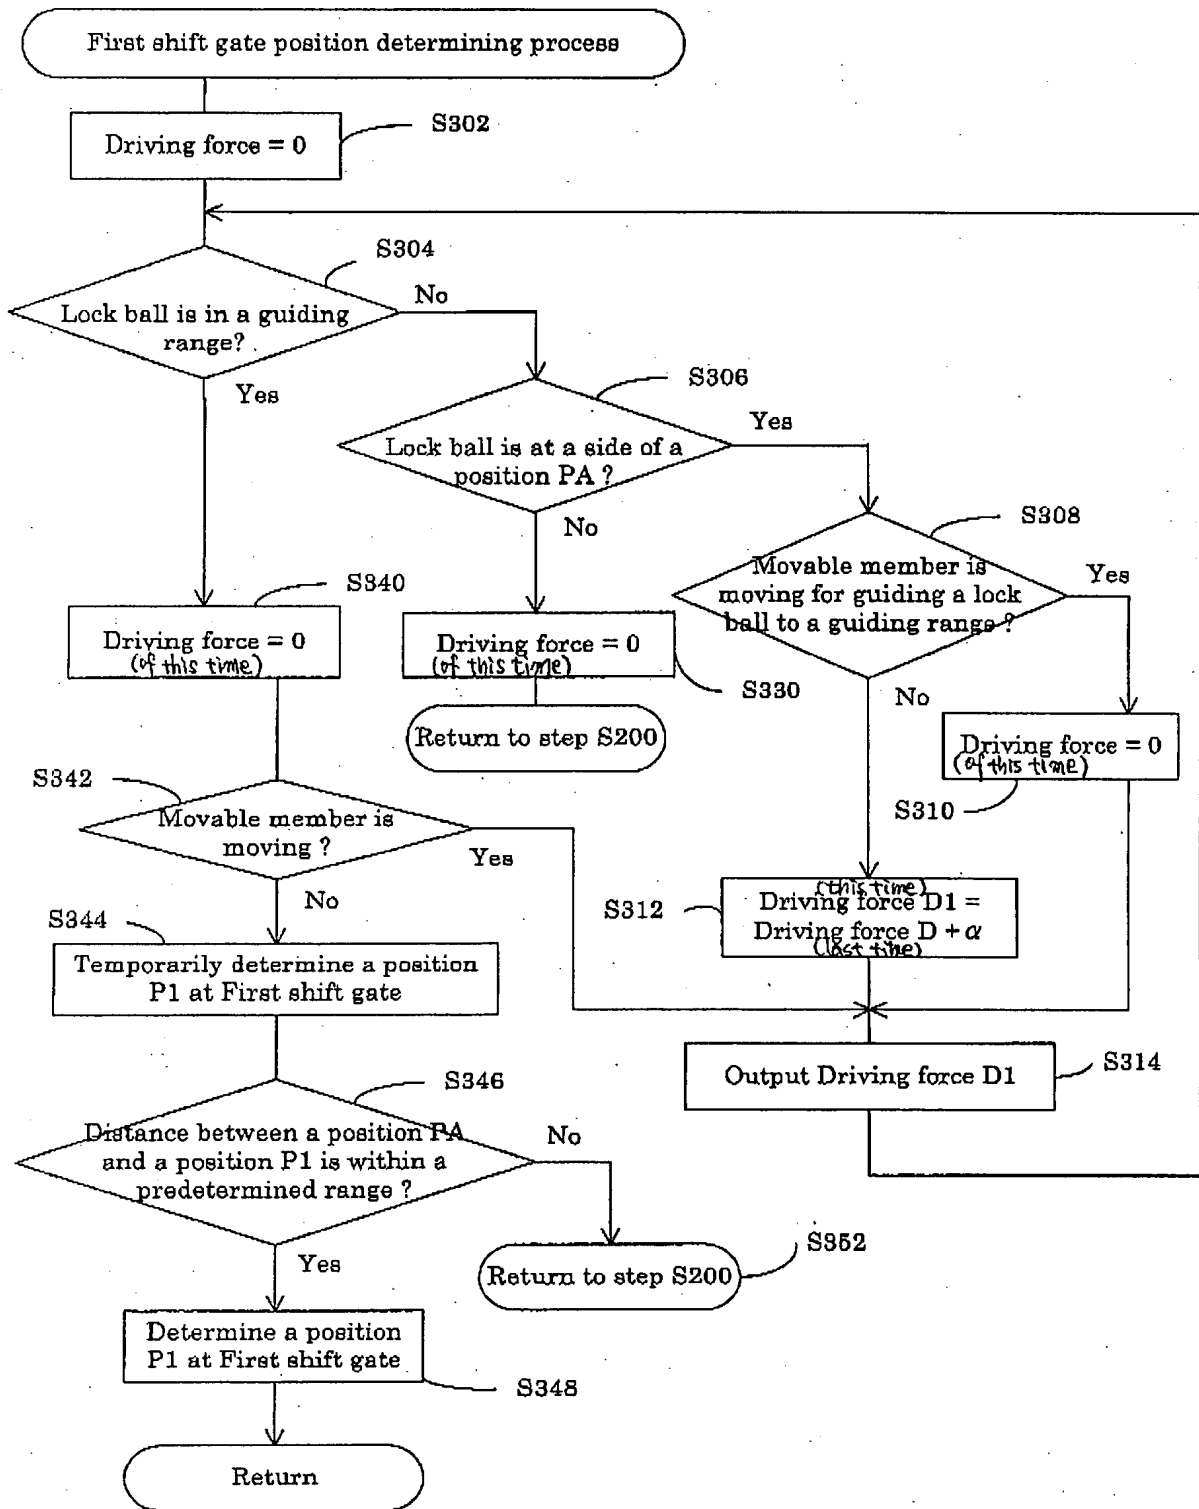 First shift gate position determining process
S302
Driving force = 0
S304
Lock ball is in a guiding
range?
No
Yes
S306
Lock ball is at a side of a
position PA ?
Yes
No
S308
Movable member is
moving for guiding a lock
ball to a guiding range ?
Yes
No
S340
Driving force = 0
(of this time)
Driving force = 0
(of this time)
S330
Return to step S200
Driving force = 0
(of this time)
S310
S342
Movable member is
moving ?
Yes
No
S312
(this time)
Driving force D1 =
Driving force D + α
(last time)
S344
Temporarily determine a position
P1 at First shift gate
Output Driving force D1
S314
S346
Distance between a position PA
and a position P1 is within a
predetermined range ?
No
Yes
S352
Return to step S200
Determine a position
P1 at First shift gate
S348
Return